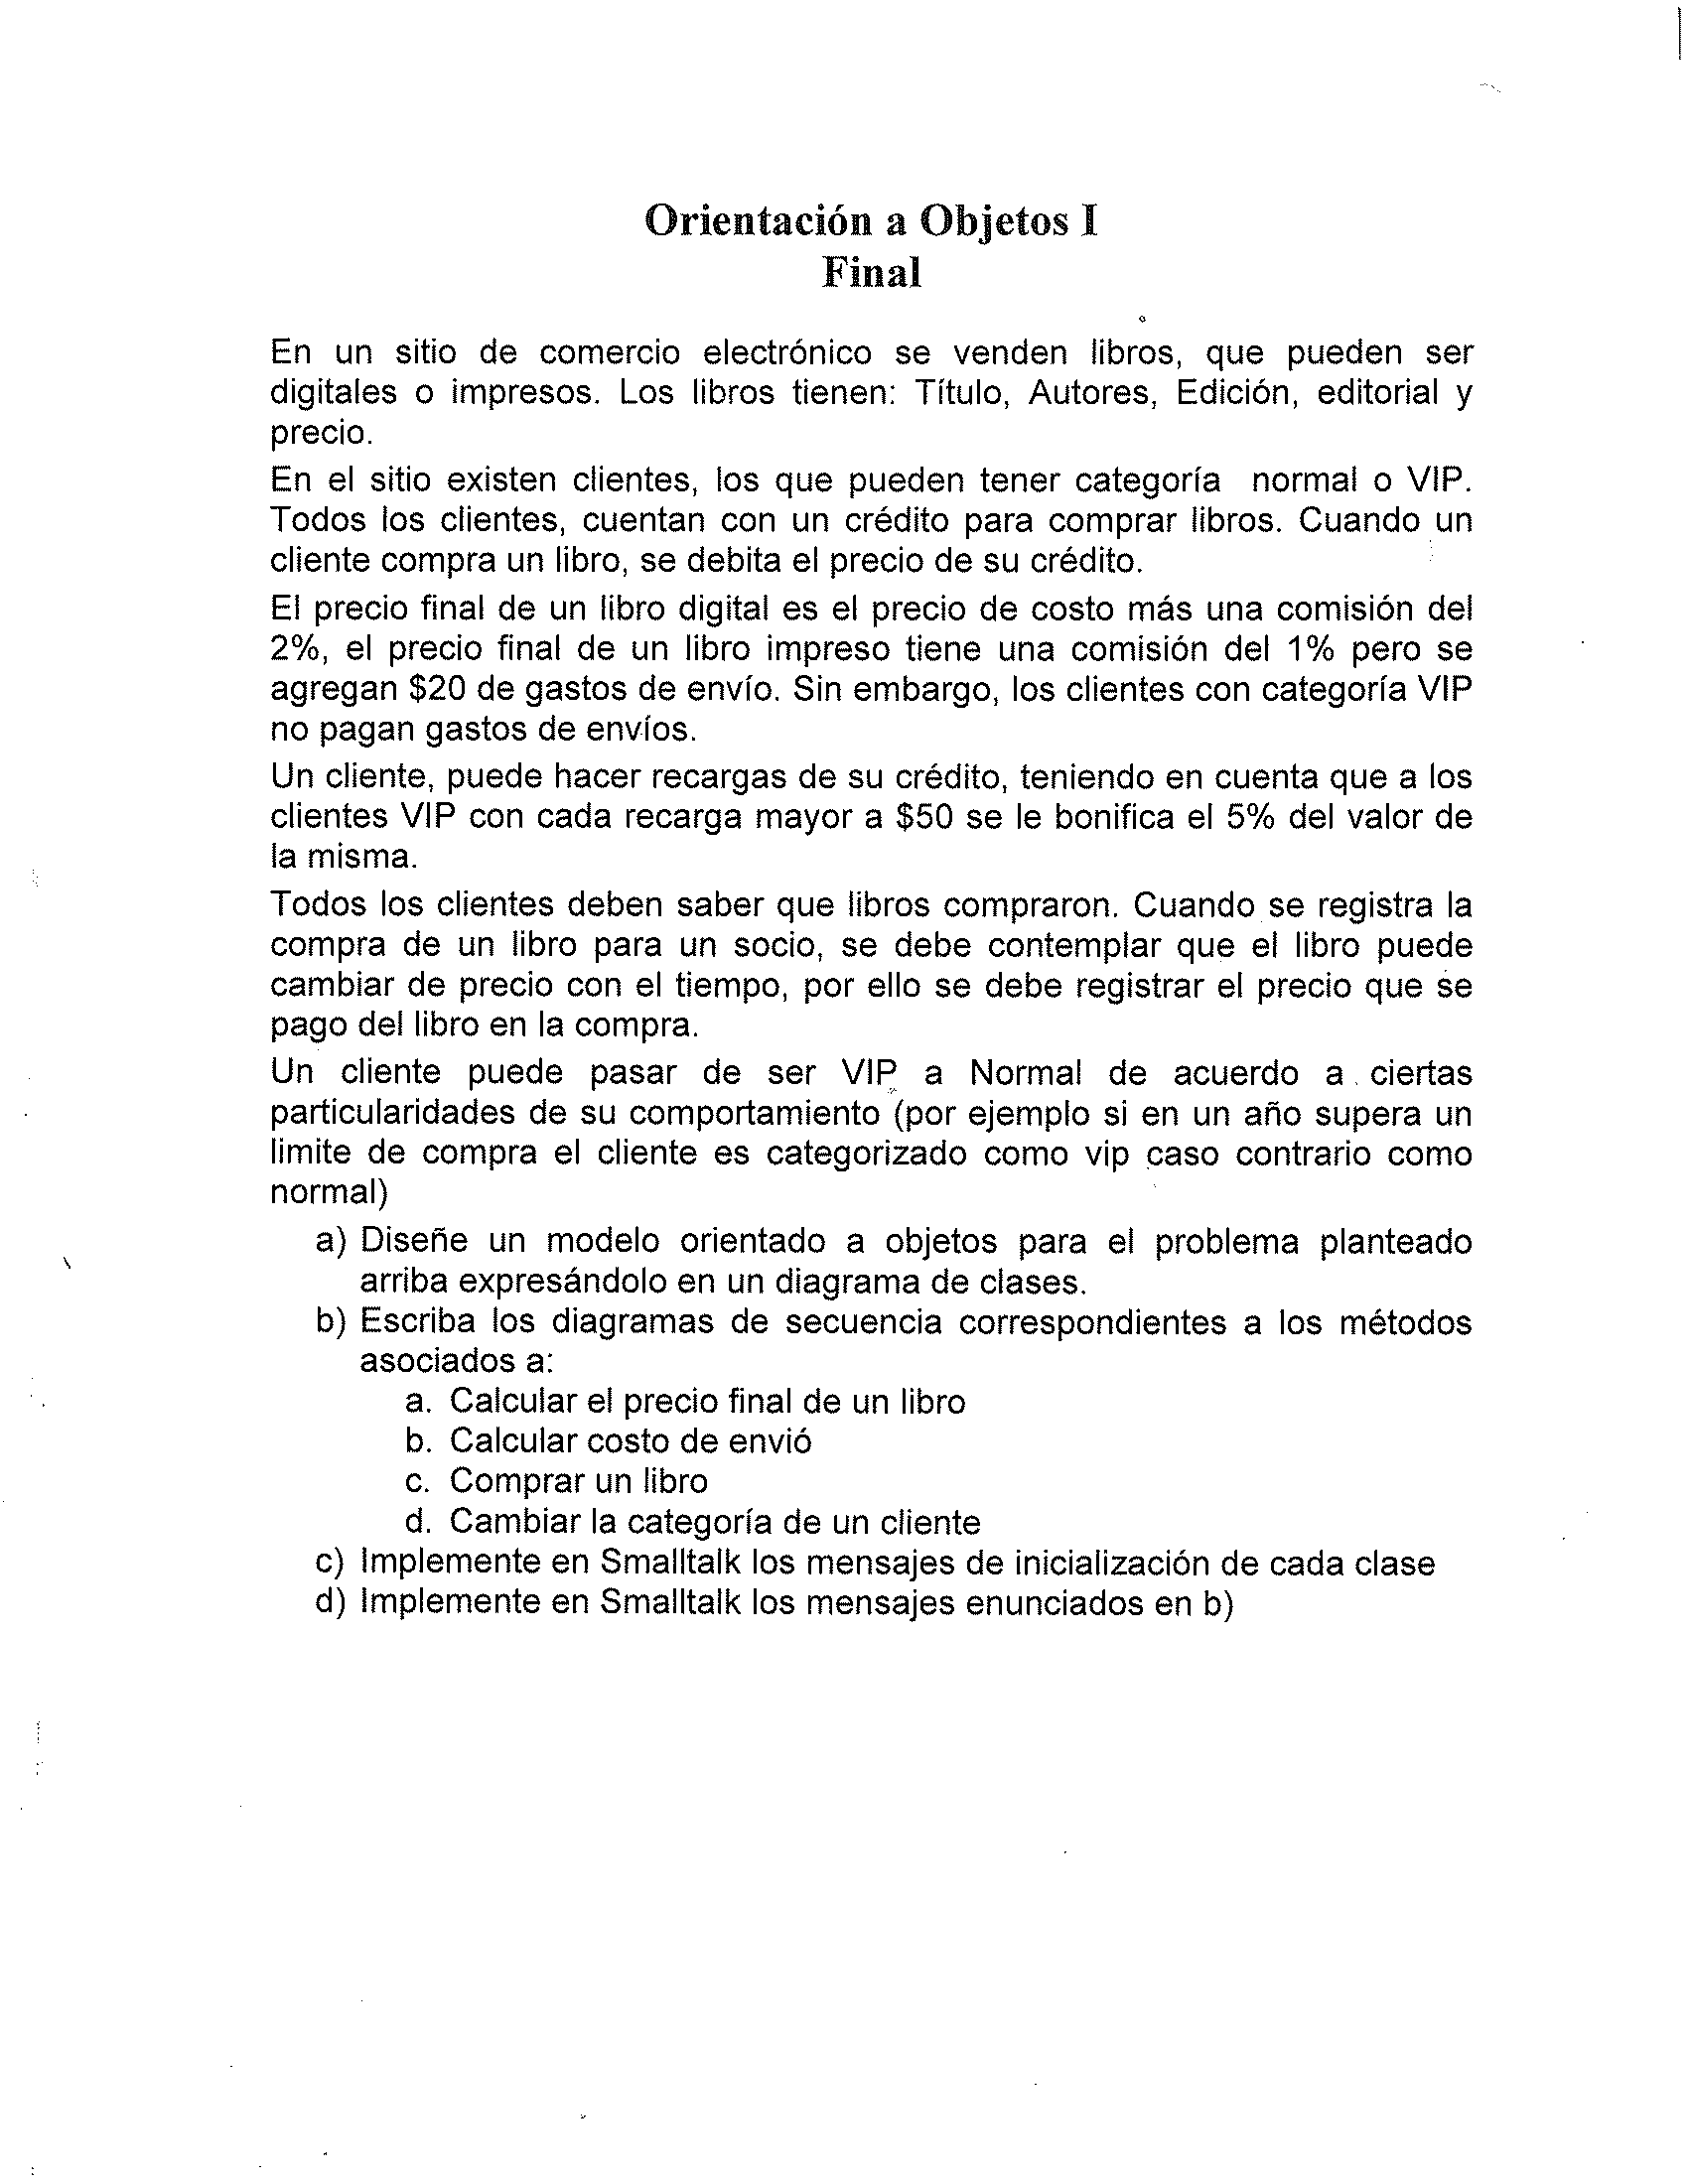 Orientación a Objetos I
Final
En un sitio de comercio electrónico se venden libros, que pueden ser
digitales o impresos. Los libros tienen: Título, Autores, Edición, editorial y
precio.
En el sitio existen clientes, los que pueden tener categoría normal o VIP.
Todos los clientes, cuentan con un crédito para comprar libros. Cuando un
cliente compra un libro, se debita el precio de su crédito.
El precio final de un libro digital es el precio de costo más una comisión del
2%, el precio final de un libro impreso tiene una comisión del 1% pero se
agregan $20 de gastos de envío. Sin embargo, los clientes con categoría VIP
no pagan gastos de envíos.
Un cliente, puede hacer recargas de su crédito, teniendo en cuenta que a los
clientes VIP con cada recarga mayor a $50 se le bonifica el 5% del valor de
la misma.
Todos los clientes deben saber que libros compraron. Cuando se registra la
compra de un libro para un socio, se debe contemplar que el libro puede
cambiar de precio con el tiempo, por ello se debe registrar el precio que se
pago del libro en la compra.
Un cliente puede pasar de ser VIP a Normal de acuerdo a ciertas
particularidades de su comportamiento (por ejemplo si en un año supera un
limite de compra el cliente es categorizado como vip caso contrario como
normal)
a) Diseñe un modelo orientado a objetos para el problema planteado
arriba expresándolo en un diagrama de clases.
b) Escriba los diagramas de secuencia correspondientes a los métodos
asociados a:
a. Calcular el precio final de un libro
b. Calcular costo de envió
c. Comprar un libro
d. Cambiar la categoría de un cliente
c) Implemente en Smalltalk los mensajes de inicialización de cada clase
d) Implemente en Smalltalk los mensajes enunciados en b)